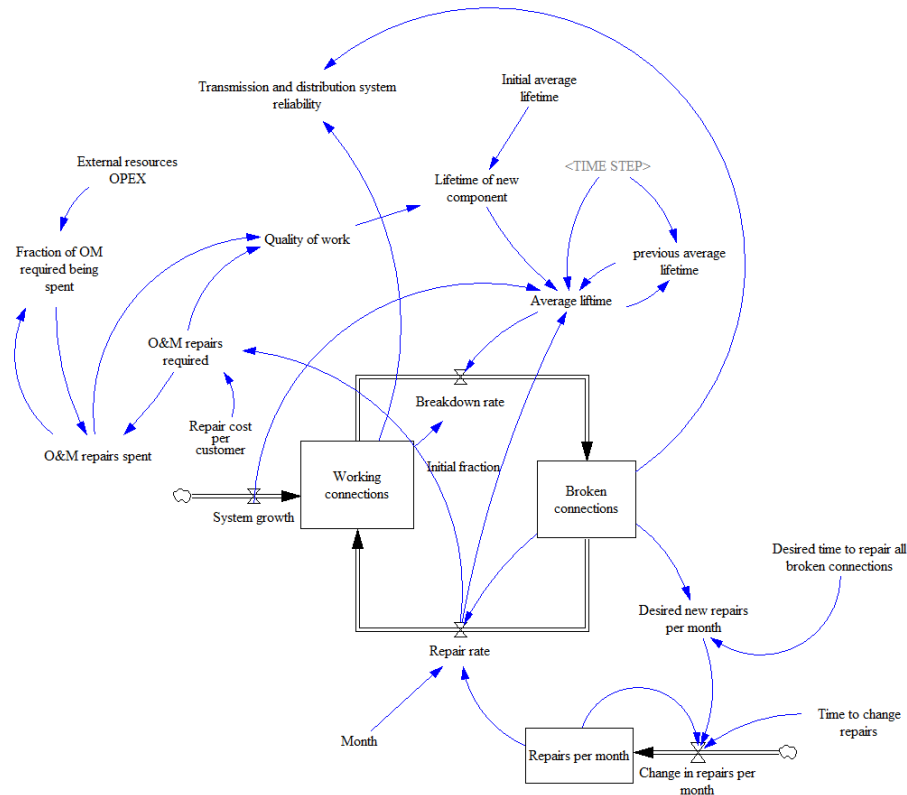 Transmission and distribution system
reliability
Initial average
lifetime
External resources
OPEX
<TIME STEP>
Lifetime of new
component
Quality of work
Fraction of OM
required being
spent
previous average
lifetime
Average liftime
O&M repairs
required
Breakdown rate
Repair cost
per
customer
O&M repairs spent
Initial fraction
Working
connections
Broken
connections
System growth
Desired time to repair all
broken connections
Desired new repairs
per month
Repair rate
Month
Time to change
repairs
Repairs per month
Change in repairs per
month